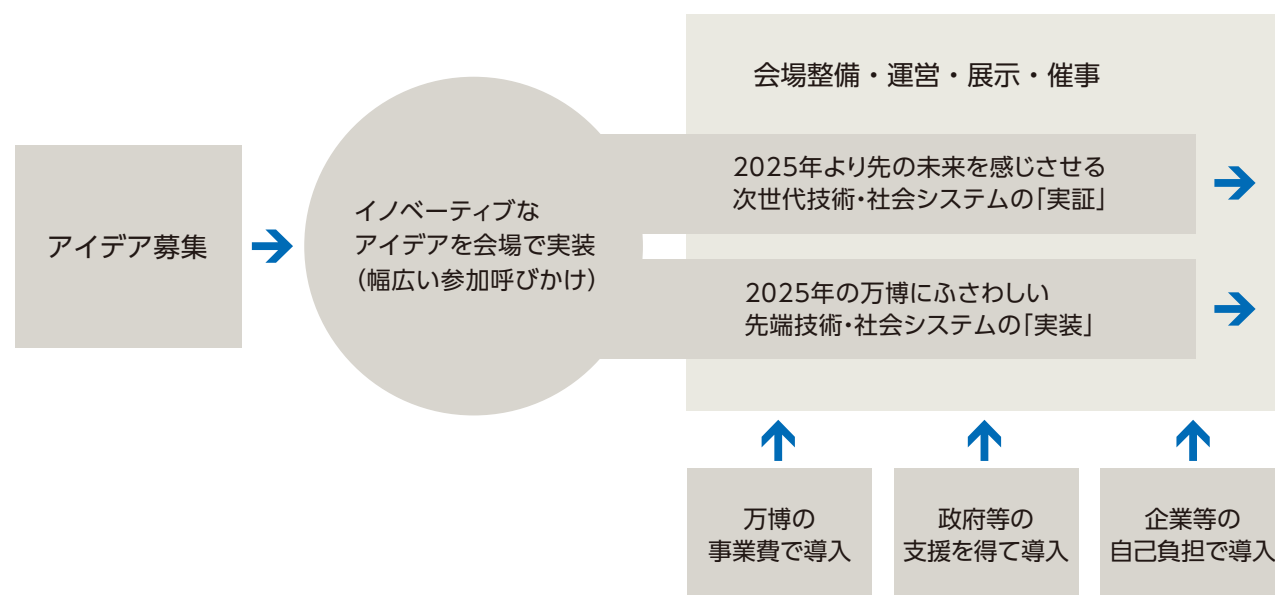 会場整備・運営・展示・催事
アイデア募集
イノベーティブな
アイデアを会場で実装
（幅広い参加呼びかけ）
2025年より先の未来を感じさせる
次世代技術・社会システムの「実証」
2025年の万博にふさわしい
先端技術・社会システムの「実装」
万博の
事業費で導入
政府等の
支援を得て導入
企業等の
自己負担で導入